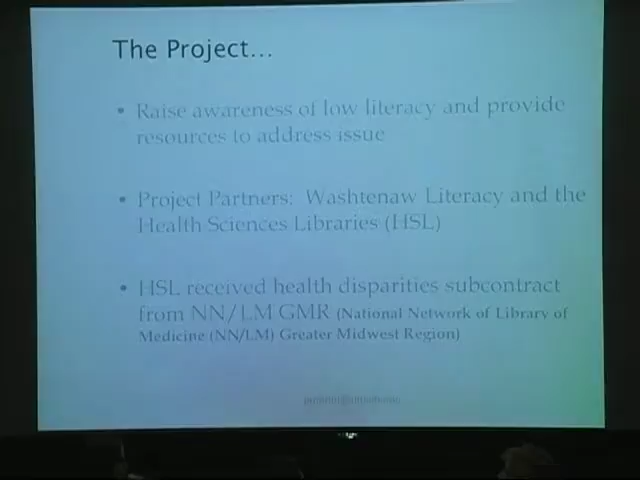 The Project...
• Raise awareness of low literacy and provide
resources to address issue
• Project Partners: Washtenaw Literacy and the
Health Sciences Libraries (HSL)
• HSL received health disparities subcontract
from NN/LM GMR (National Network of Library of
Medicine (NN/LM) Greater Midwest Region)